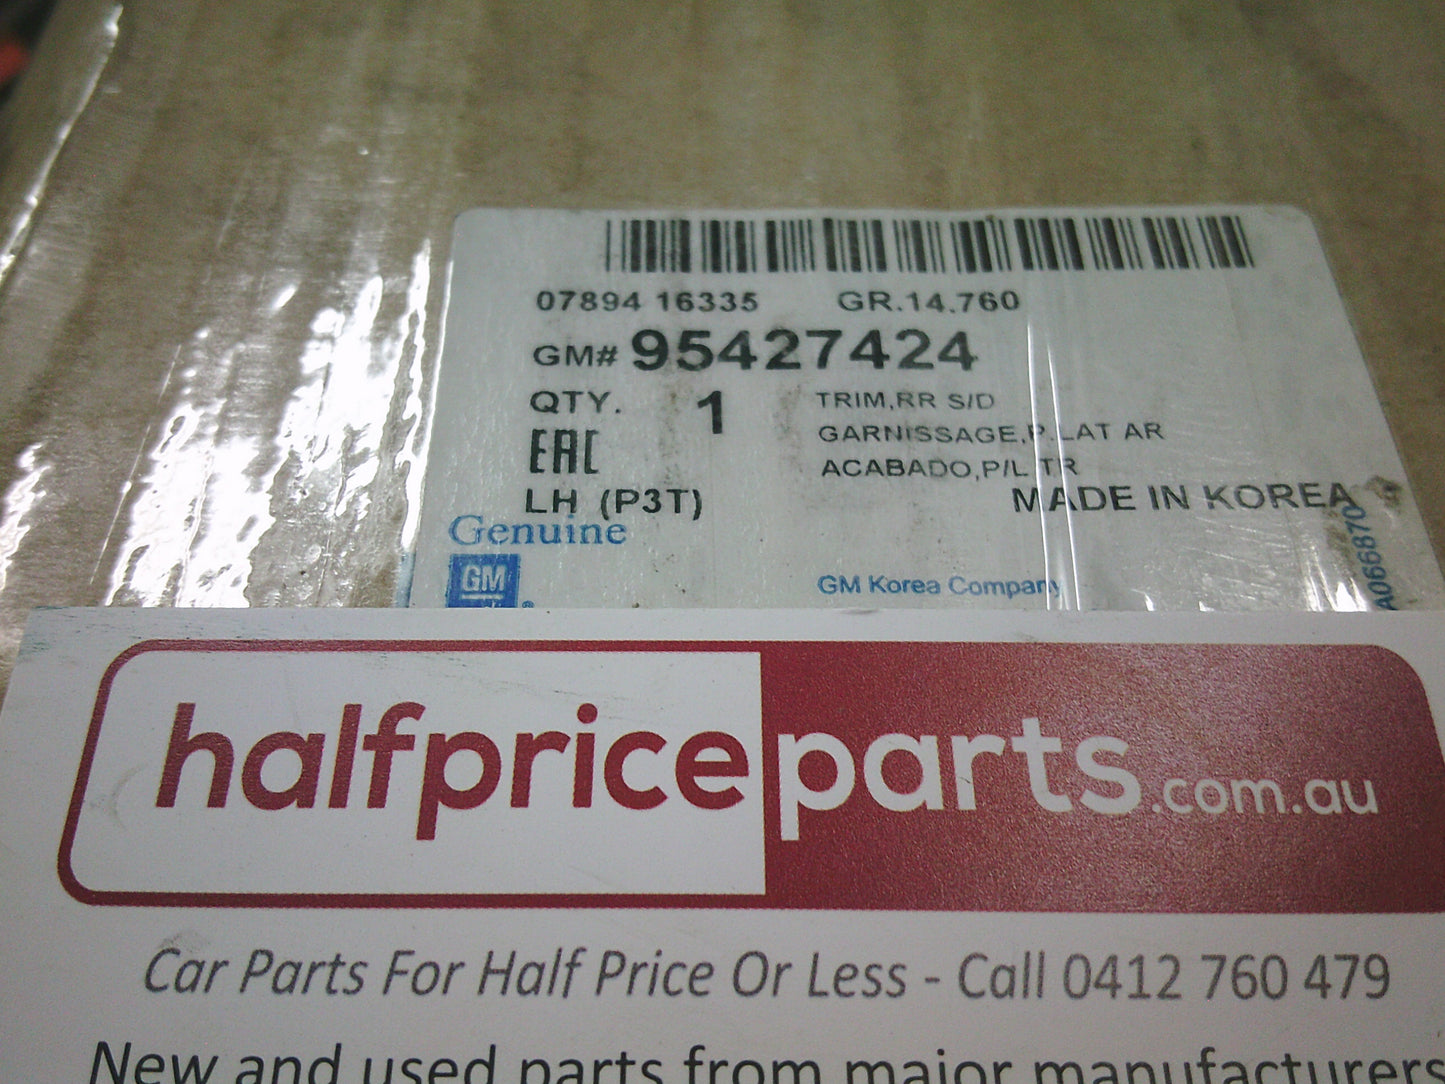 07894 16335 GR.14.760
GM# 95427424
QTY. 1 TRIM,RR S/D
GARNISSAGE,P.LAT AR
EAC ACABADO,P/L TR
LH (P3T) MADE IN KOREA
Genuine
GM
GM Korea Company
A066870
halfpriceparts.com.au
Car Parts For Half Price Or Less - Call 0412 760 479
New and used parts from major manufacturers